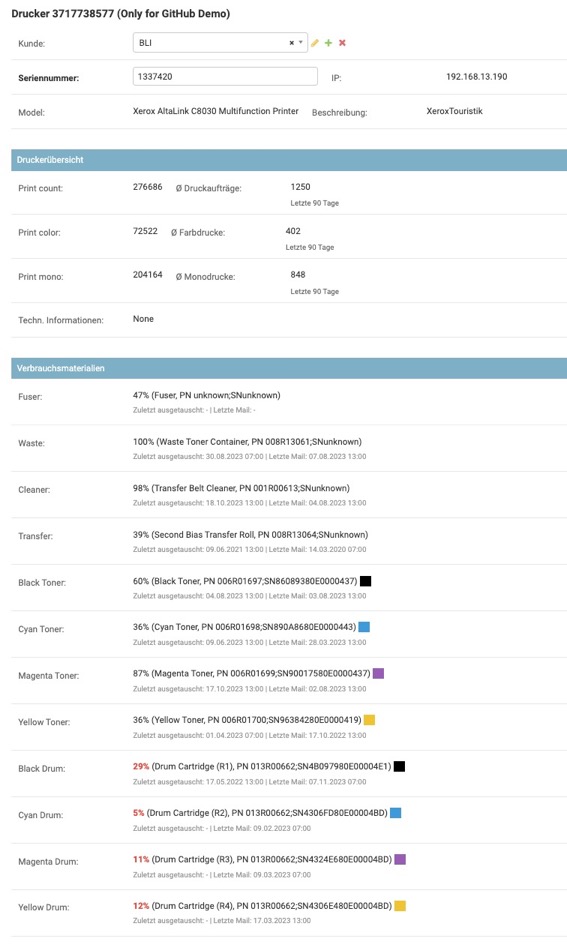 Drucker 3717738577 (Only for GitHub Demo)
Kunde: BLI × 
Seriennummer: 1337420 IP: 192.168.13.190
Model: Xerox AltaLink C8030 Multifunction Printer Beschreibung: XeroxTouristik
Druckerübersicht
Print count: 276686 Ø Druckaufträge: 1250
Letzte 90 Tage
Print color: 72522 Ø Farbdrucke: 402
Letzte 90 Tage
Print mono: 204164 Ø Monodrucke: 848
Letzte 90 Tage
Techn. Informationen: None
Verbrauchsmaterialien
Fuser: 47% (Fuser, PN unknown;SNunknown)
Zuletzt ausgetauscht: - | Letzte Mail: -
Waste: 100% (Waste Toner Container, PN 008R13061;SNunknown)
Zuletzt ausgetauscht: 30.08.2023 07:00 | Letzte Mail: 07.08.2023 13:00
Cleaner: 98% (Transfer Belt Cleaner, PN 001R00613;SNunknown)
Zuletzt ausgetauscht: 18.10.2023 13:00 | Letzte Mail: 04.08.2023 13:00
Transfer: 39% (Second Bias Transfer Roll, PN 008R13064;SNunknown)
Zuletzt ausgetauscht: 09.06.2021 13:00 | Letzte Mail: 14.03.2020 07:00
Black Toner: 60% (Black Toner, PN 006R01697;SN86089380E0000437)
Zuletzt ausgetauscht: 04.08.2023 13:00 | Letzte Mail: 03.08.2023 13:00
Cyan Toner: 36% (Cyan Toner, PN 006R01698;SN890A8680E0000443)
Zuletzt ausgetauscht: 09.06.2023 13:00 | Letzte Mail: 28.03.2023 13:00
Magenta Toner: 87% (Magenta Toner, PN 006R01699;SN90017580E0000437)
Zuletzt ausgetauscht: 17.10.2023 13:00 | Letzte Mail: 02.08.2023 13:00
Yellow Toner: 36% (Yellow Toner, PN 006R01700;SN96384280E0000419)
Zuletzt ausgetauscht: 01.04.2023 07:00 | Letzte Mail: 17.10.2022 13:00
Black Drum: 29% (Drum Cartridge (R1), PN 013R00662;SN4B097980E00004E1)
Zuletzt ausgetauscht: 17.05.2022 13:00 | Letzte Mail: 07.11.2023 07:00
Cyan Drum: 5% (Drum Cartridge (R2), PN 013R00662;SN4306FD80E00004BD)
Zuletzt ausgetauscht: - | Letzte Mail: 09.02.2023 07:00
Magenta Drum: 11% (Drum Cartridge (R3), PN 013R00662;SN4324E680E00004BD)
Zuletzt ausgetauscht: - | Letzte Mail: 09.03.2023 07:00
Yellow Drum: 12% (Drum Cartridge (R4), PN 013R00662;SN4306E480E00004BD)
Zuletzt ausgetauscht: - | Letzte Mail: 17.03.2023 13:00